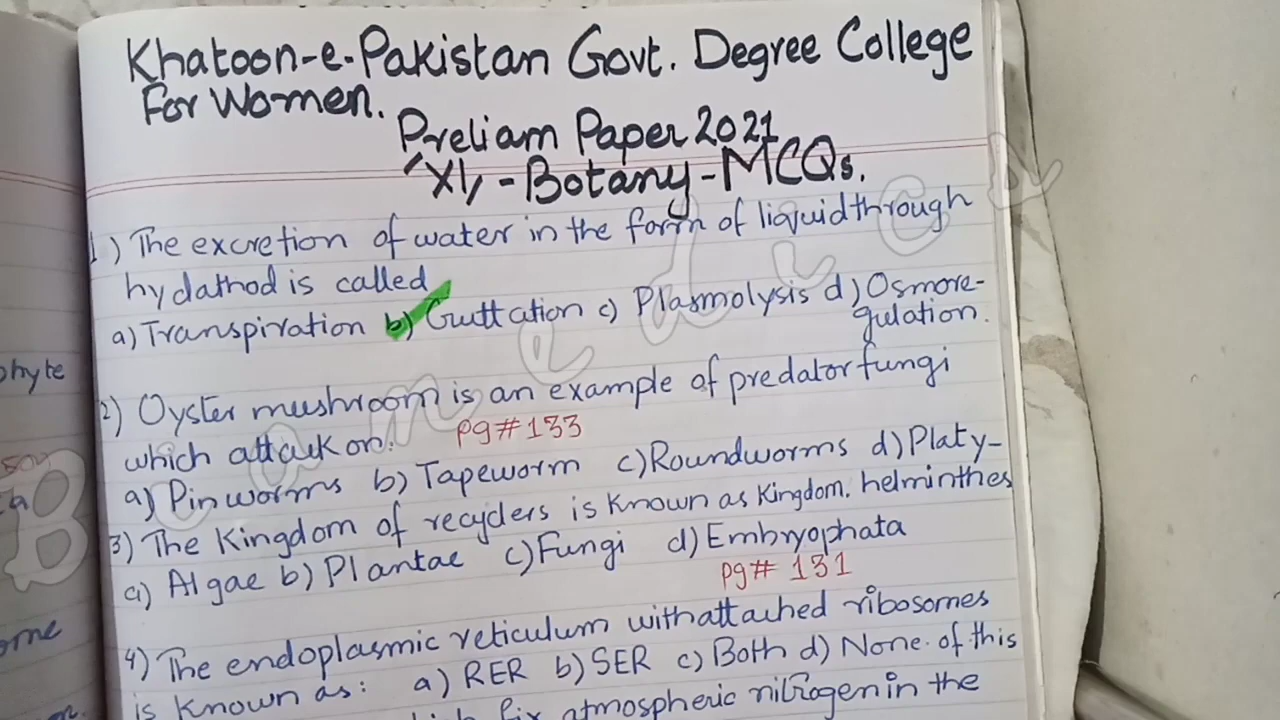 Khatoon-e-Pakistan Govt. Degree College
For Women.
Preliam Paper 2021
XI, - Botany - MCQs.
1) The excretion of water in the form of liquid through
hydathod is called
a) Transpiration b) Guttation c) Plasmolysis d) Osmore-
gulation.
2) Oyster mushroom is an example of predator fungi
which attack on: pg# 133
a) Pinworms b) Tapeworm c) Roundworms d) Platy-
helminthes
3) The Kingdom of recyclers is known as Kingdom.
a) Algae b) Plantae c) Fungi d) Embryophata
pg# 131
4) The endoplasmic reticulum with attached ribosomes
is known as: a) RER b) SER c) Both d) None of this
fix atmospheric nitrogen in the
phyte